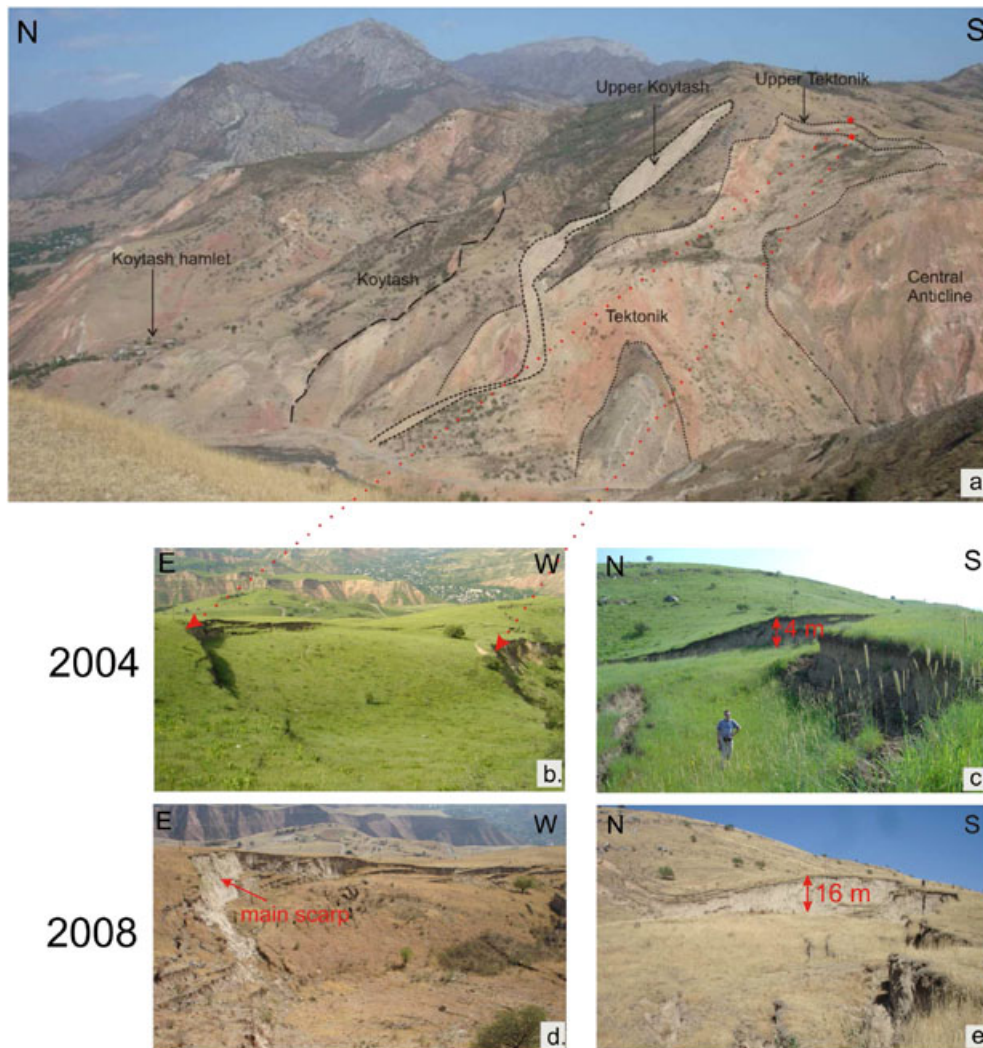 N
S
Upper Koytash
Upper Tektonik
Koytash hamlet
Koytash
Central
Anticline
Tektonik
a
2004
E
W
b.
N
S
4 m
c
2008
E
W
main scarp
d.
N
S
16 m
e